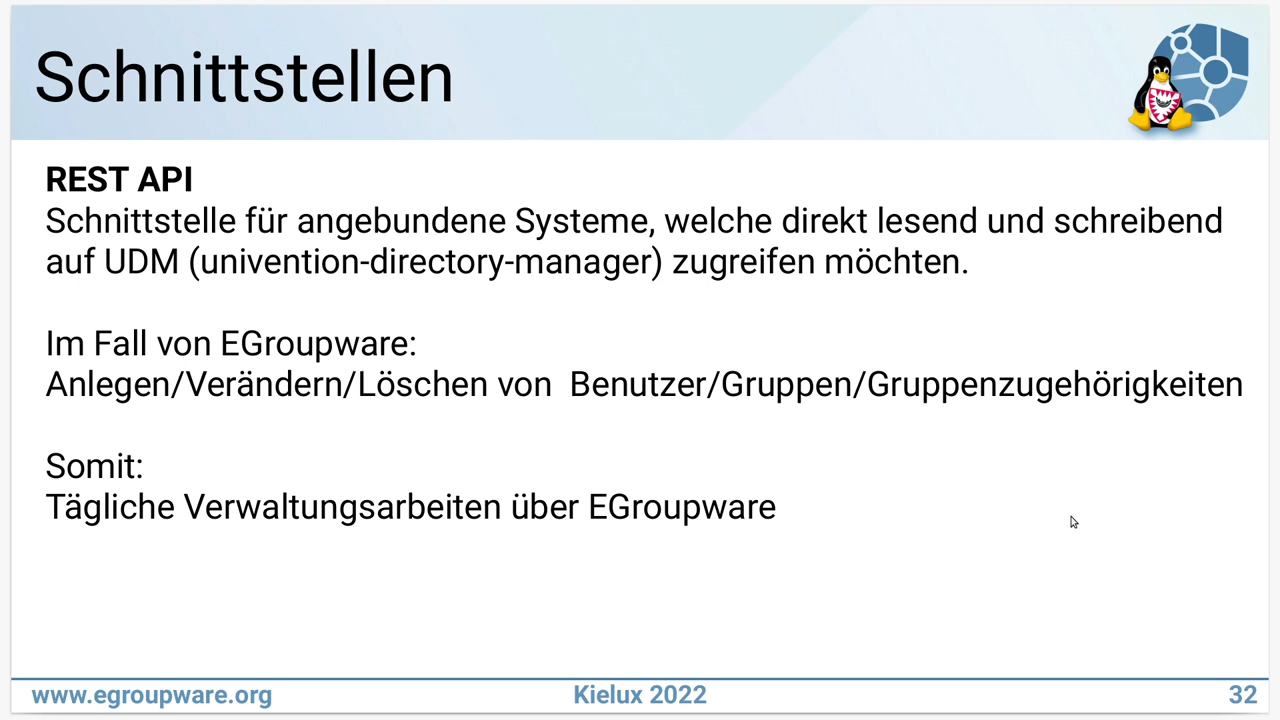 Schnittstellen
REST API
Schnittstelle für angebundene Systeme, welche direkt lesend und schreibend
auf UDM (univention-directory-manager) zugreifen möchten.
Im Fall von EGroupware:
Anlegen/Verändern/Löschen von  Benutzer/Gruppen/Gruppenzugehörigkeiten
Somit:
Tägliche Verwaltungsarbeiten über EGroupware
www.egroupware.org
Kielux 2022
32